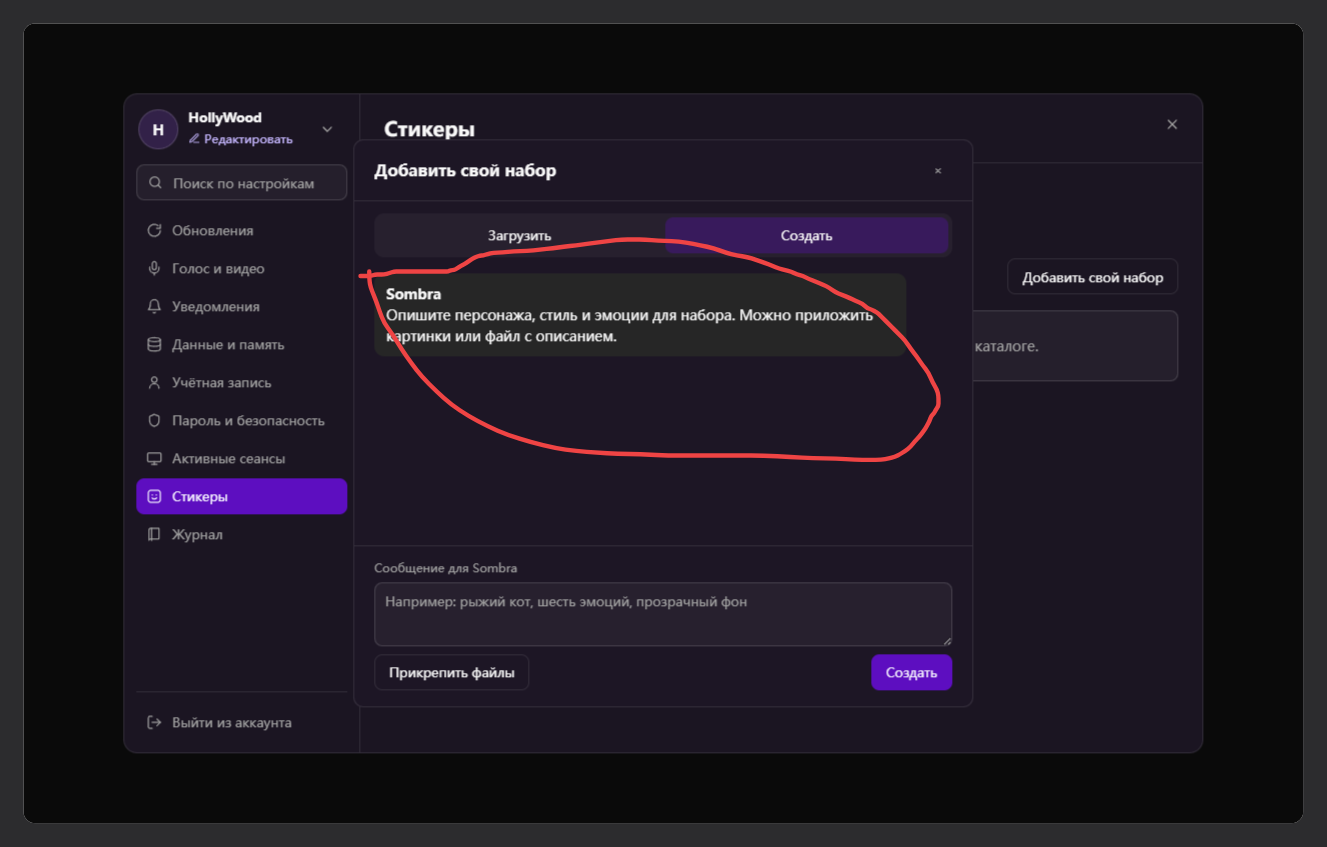 H
HollyWood
Редактировать
Поиск по настройкам
Обновления
Голос и видео
Уведомления
Данные и память
Учётная запись
Пароль и безопасность
Активные сеансы
Стикеры
Журнал
Выйти из аккаунта
Стикеры
Добавить свой набор
каталоге.
Добавить свой набор
Загрузить
Создать
Sombra
Опишите персонажа, стиль и эмоции для набора. Можно приложить
картинки или файл с описанием.
Сообщение для Sombra
Например: рыжий кот, шесть эмоций, прозрачный фон
Прикрепить файлы
Создать